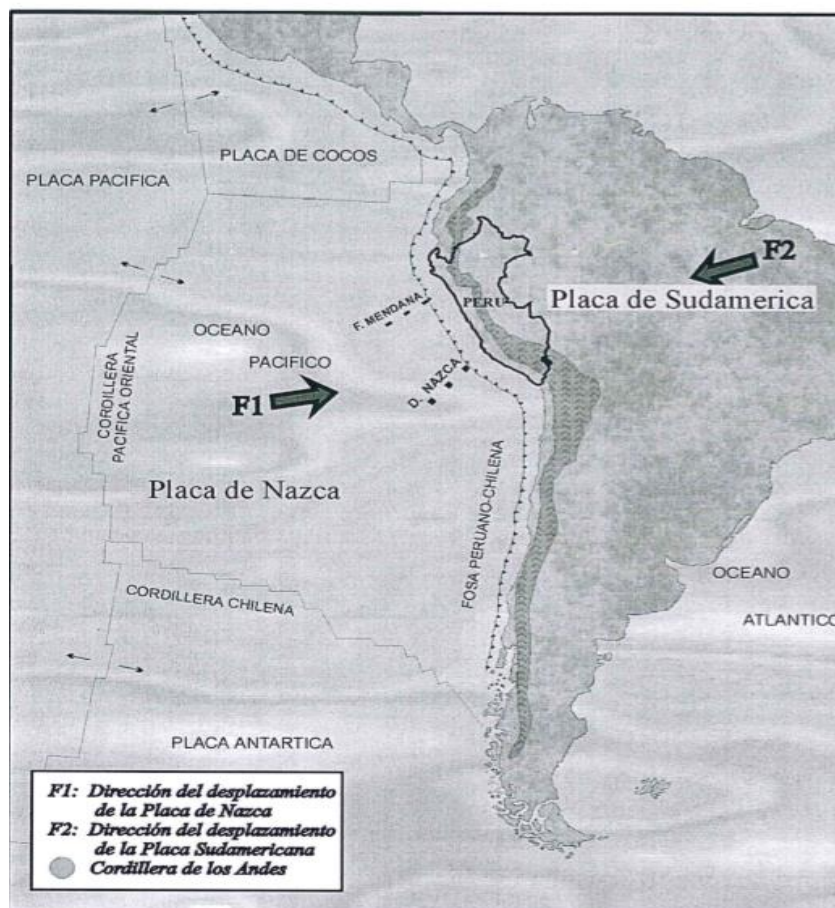 PLACA DE COCOS
PLACA PACIFICA
F2
PERU
Placa de Sudamerica
F. MENDANA
OCEANO
PACIFICO
D. NAZCA
F1
CORDILLERA
PACIFICA ORIENTAL
Placa de Nazca
FOSA PERUANO-CHILENA
OCEANO
ATLANTICO
CORDILLERA CHILENA
PLACA ANTARTICA
F1: Dirección del desplazamiento
de la Placa de Nazca
F2: Dirección del desplazamiento
de la Placa Sudamericana
Cordillera de los Andes